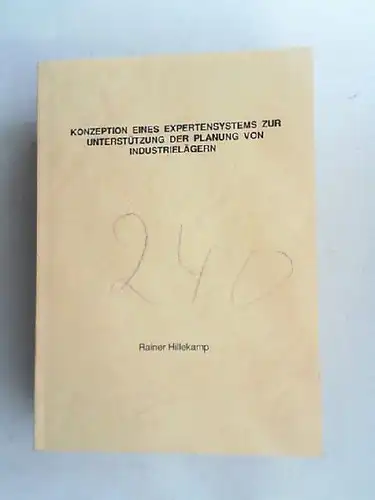 KONZEPTION EINES EXPERTENSYSTEMS ZUR
UNTERSTÜTZUNG DER PLANUNG VON
INDUSTRIELÄGERN
240
Rainer Hillekamp